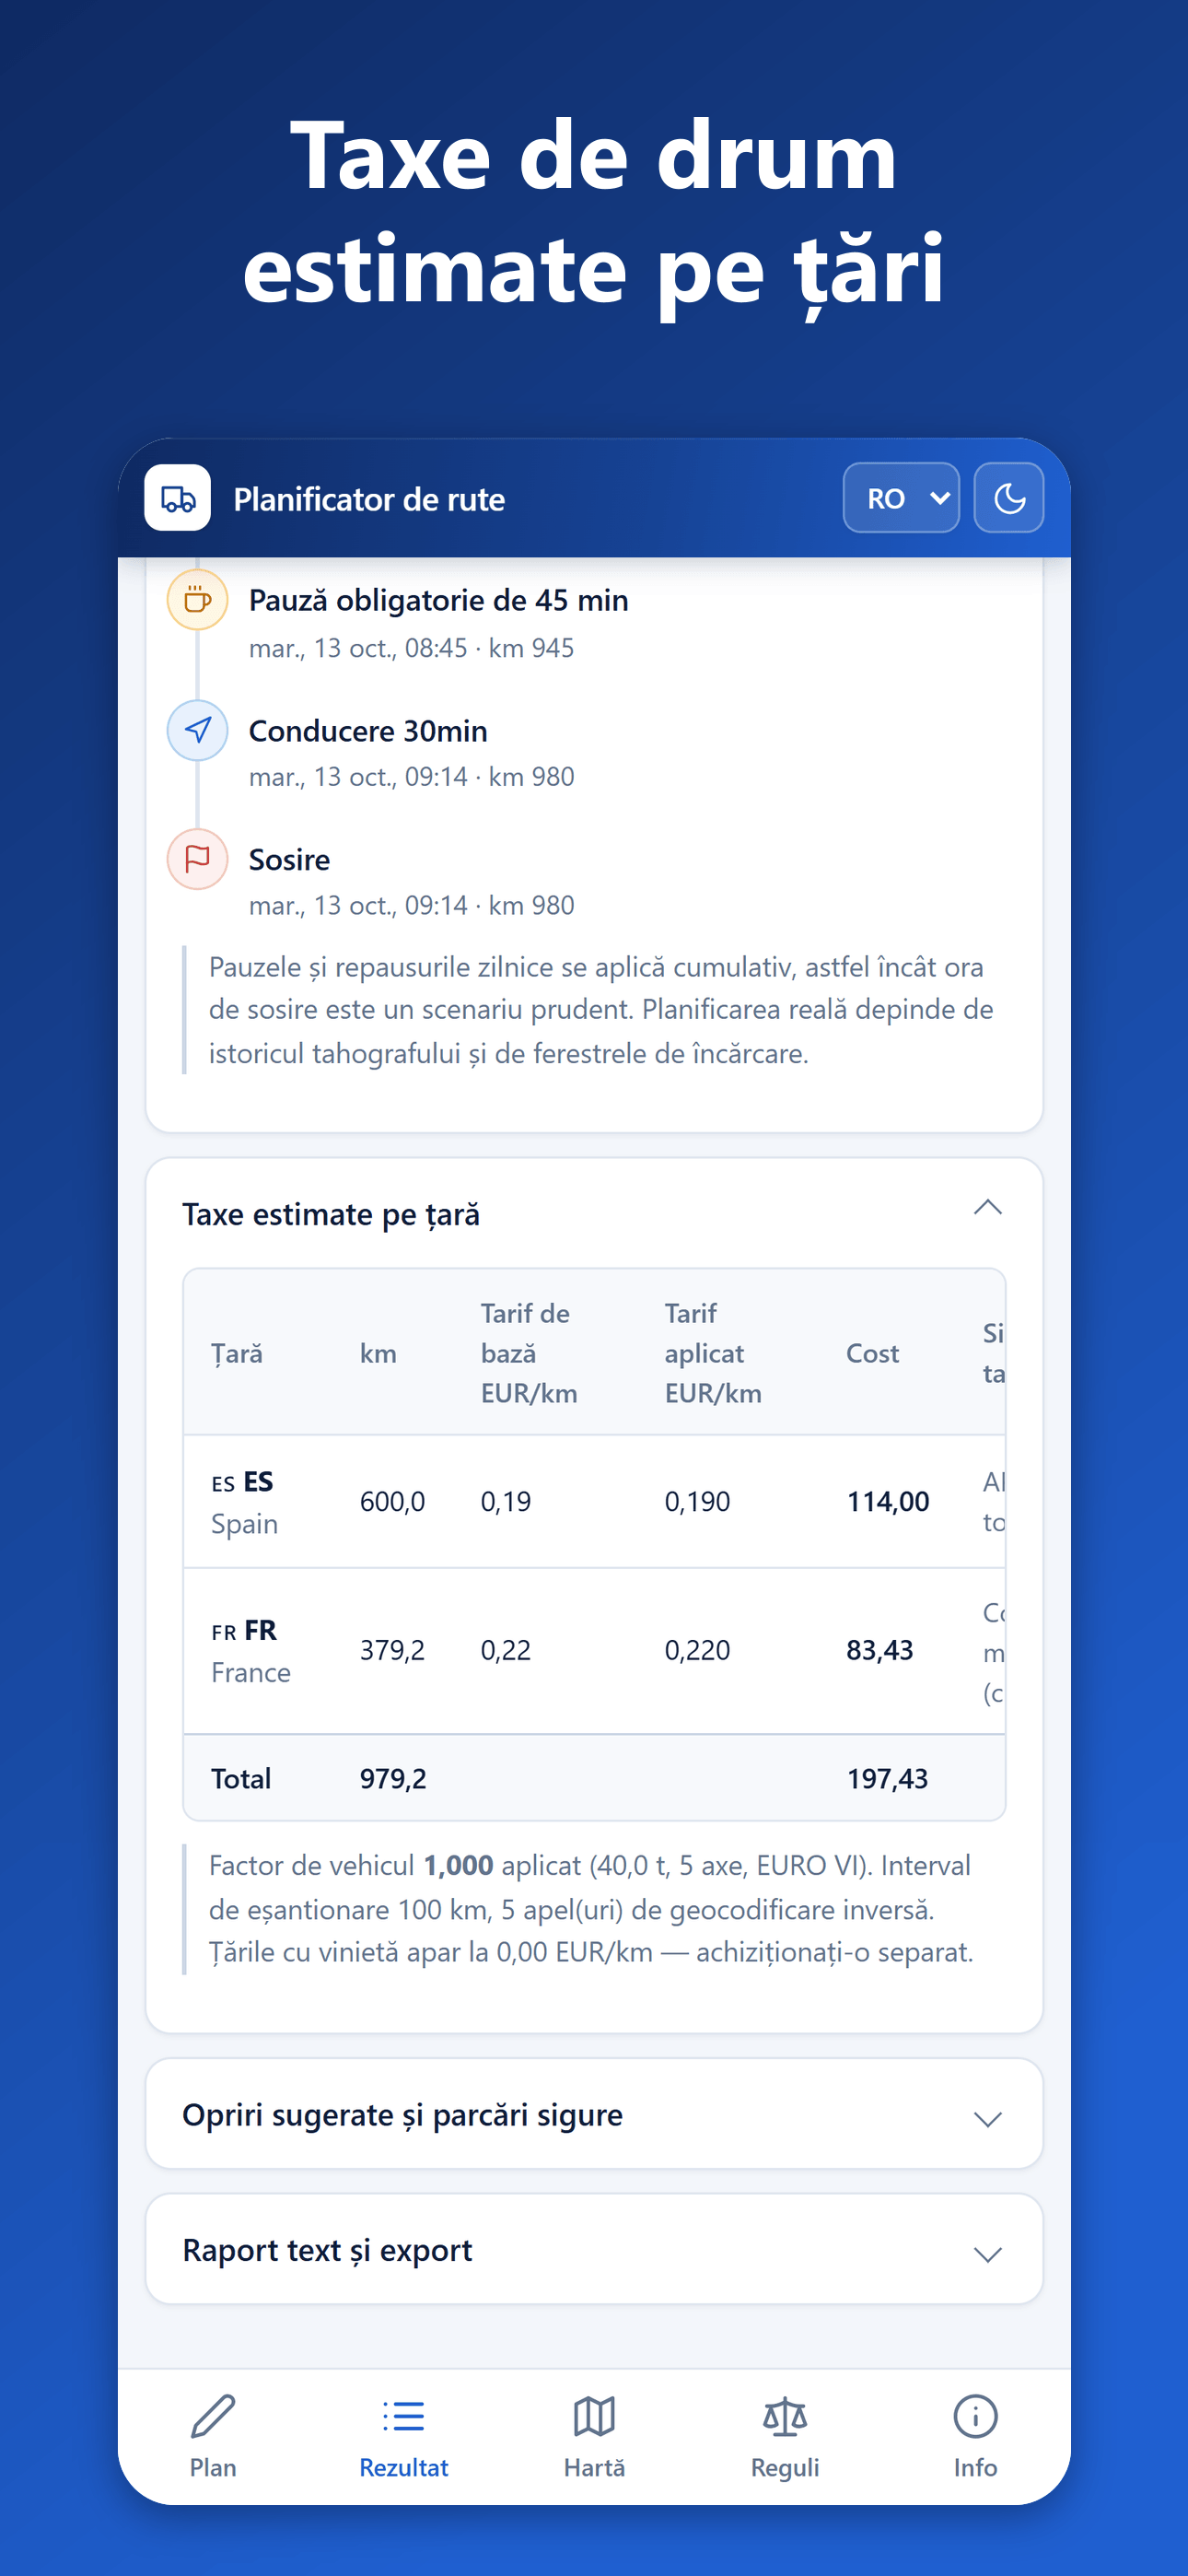 Taxe de drum
estimate pe țări
Planificator de rute
RO
Pauză obligatorie de 45 min
mar., 13 oct., 08:45 · km 945
Conducere 30min
mar., 13 oct., 09:14 · km 980
Sosire
mar., 13 oct., 09:14 · km 980
Pauzele și repausurile zilnice se aplică cumulativ, astfel încât ora
de sosire este un scenariu prudent. Planificarea reală depinde de
istoricul tahografului și de ferestrele de încărcare.
Taxe estimate pe țară
Țară km Tarif de bază EUR/km Tarif aplicat EUR/km Cost
ES ES 600,0 0,19 0,190 114,00
Spain
FR FR 379,2 0,22 0,220 83,43
France
Total 979,2 197,43
Factor de vehicul 1,000 aplicat (40,0 t, 5 axe, EURO VI). Interval
de eșantionare 100 km, 5 apel(uri) de geocodificare inversă.
Țările cu vinietă apar la 0,00 EUR/km — achiziționați-o separat.
Opriri sugerate și parcări sigure
Raport text și export
Plan Rezultat Hartă Reguli Info